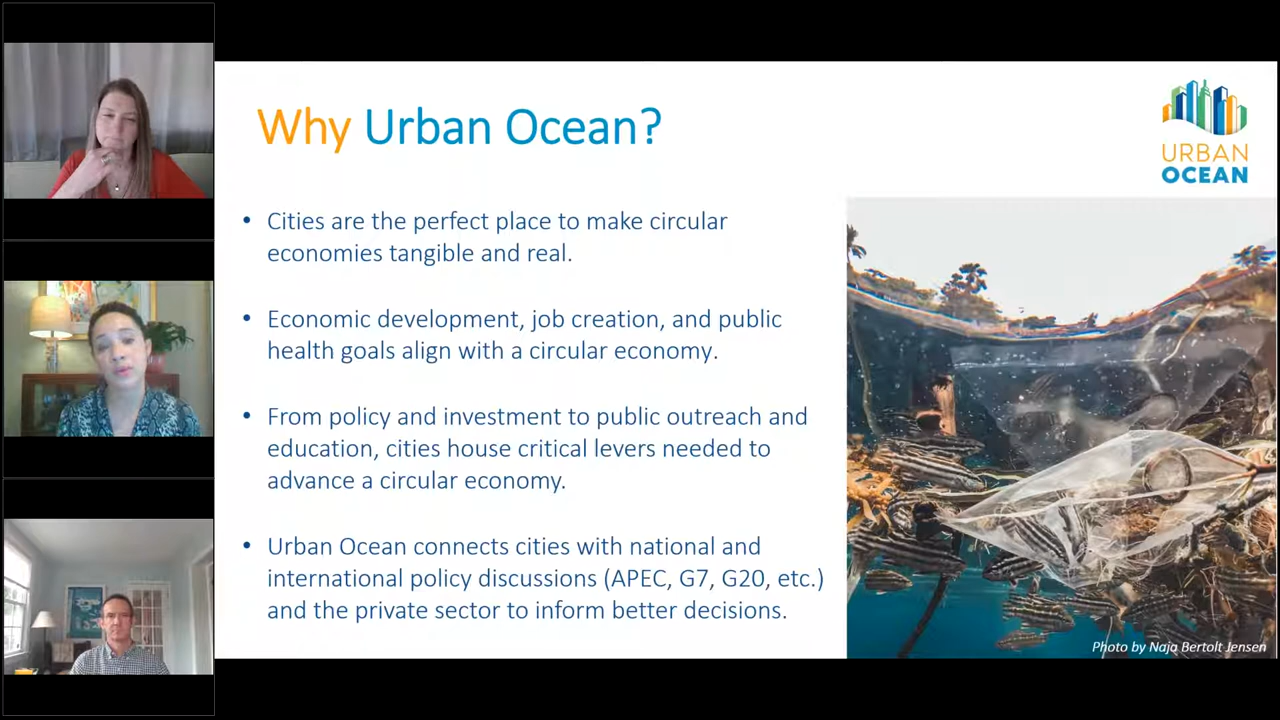 Why Urban Ocean?
URBAN
OCEAN
• Cities are the perfect place to make circular
economies tangible and real.
• Economic development, job creation, and public
health goals align with a circular economy.
• From policy and investment to public outreach and
education, cities house critical levers needed to
advance a circular economy.
• Urban Ocean connects cities with national and
international policy discussions (APEC, G7, G20, etc.)
and the private sector to inform better decisions.
Photo by Naja Bertolt Jensen